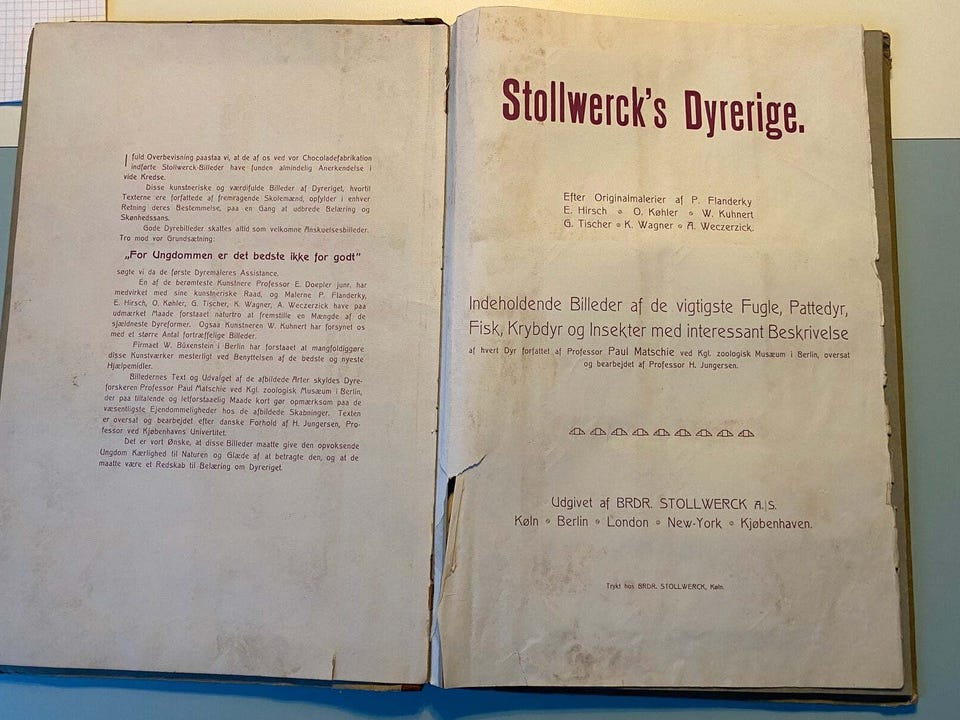 I fuld Overbevisning paastaa vi, at de af os ved vor Chocoladefabrikation
indførte Stollwerck-Billeder have funden almindelig Anerkendelse i
vide Kredse.
Disse kunstneriske og værdifulde Billeder af Dyreriget, hvortil
Texterne ere forfattede af fremragende Skolemænd, opfylder i enhver
Retning deres Bestemmelse, paa en Gang at udbrede Belæring og
Skønhedssans.
Gode Dyrebilleder skattes altid som velkomne Anskuelsesbilleder.
Tro mod vor Grundsætning:
„For Ungdommen er det bedste ikke for godt"
søgte vi da de første Dyremaleres Assistance.
En af de berømteste Kunstnere Professor E. Doepler junr. har
medvirket med sine kunstneriske Raad, og Malerne P. Flanderky,
E. Hirsch, O. Køhler, G. Tischer, K. Wagner, A. Weczerzick have paa
udmærket Maade forstaaet naturtro at fremstille en Mængde af de
sjældneste Dyreformer. Ogsaa Kunstneren W. Kuhnert har forsynet os
med et større Antal fortræffelige Billeder.
Firmaet W. Büxenstein i Berlin har forstaaet at mangfoldiggøre
disse Kunstværker mesterligt ved Benyttelsen af de bedste og nyeste
Hjælpemidler.
Billedernes Text og Udvalget af de afbildede Arter skyldes Dyre-
forskeren Professor Paul Matschie ved Kgl. zoologisk Musæum i Berlin,
der paa tiltalende og letforstaaelig Maade kort gør opmærksom paa de
væsentligste Ejendommeligheder hos de afbildede Skabninger. Texten
er oversat og bearbejdet efter danske Forhold af H. Jungersen, Pro-
fessor ved Kjøbenhavns Univertitet.
Det er vort Ønske, at disse Billeder maatte give den opvoksende
Ungdom Kærlighed til Naturen og Glæde af at betragte den, og at de
maatte være et Redskab til Belæring om Dyreriget.
Stollwerck's Dyrerige.
Efter Originalmalerier af P. Flanderky
E. Hirsch ∘ O. Køhler ∘ W. Kuhnert
G. Tischer ∘ K. Wagner ∘ A. Weczerzick.
Indeholdende Billeder af de vigtigste Fugle, Pattedyr,
Fisk, Krybdyr og Insekter med interessant Beskrivelse
af hvert Dyr forfattet af Professor Paul Matschie ved Kgl. zoologisk Musæum i Berlin, oversat
og bearbejdet af Professor H. Jungersen.
Udgivet af BRDR. STOLLWERCK A.|S.
Køln ∘ Berlin ∘ London ∘ New-York ∘ Kjøbenhaven.
Trykt hos BRDR. STOLLWERCK, Køln.